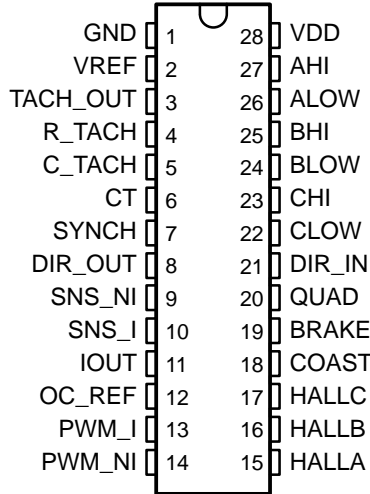 GND 1 28 VDD
VREF 2 27 AHI
TACH_OUT 3 26 ALOW
R_TACH 4 25 BHI
C_TACH 5 24 BLOW
CT 6 23 CHI
SYNCH 7 22 CLOW
DIR_OUT 8 21 DIR_IN
SNS_NI 9 20 QUAD
SNS_I 10 19 BRAKE
IOUT 11 18 COAST
OC_REF 12 17 HALLC
PWM_I 13 16 HALLB
PWM_NI 14 15 HALLA